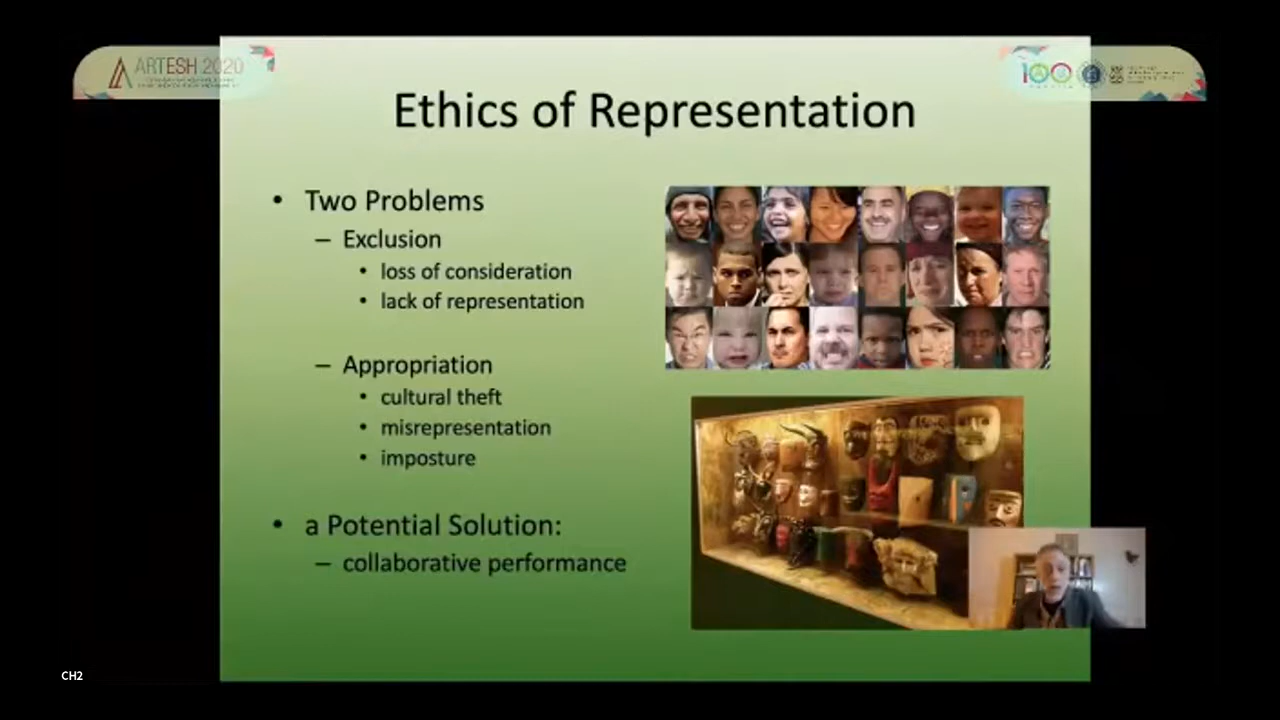 ARTESH 2020
100
Ethics of Representation
• Two Problems
– Exclusion
• loss of consideration
• lack of representation
– Appropriation
• cultural theft
• misrepresentation
• imposture
• a Potential Solution:
– collaborative performance
CH2